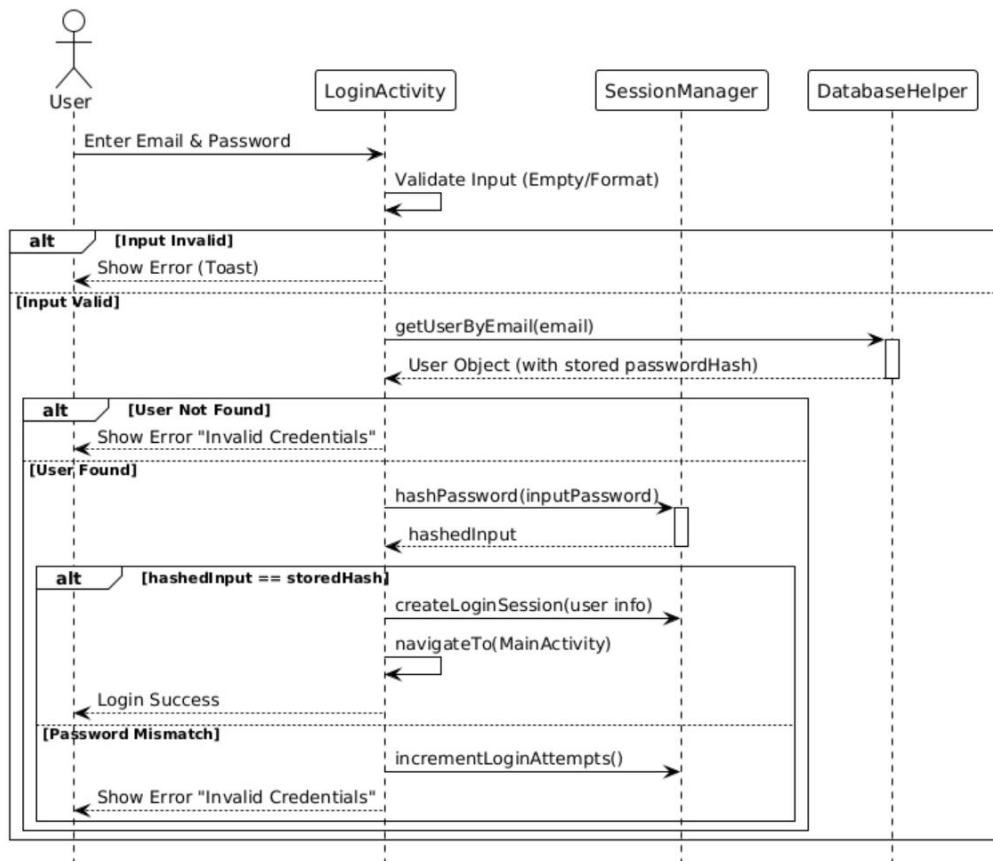 User
LoginActivity
SessionManager
DatabaseHelper
Enter Email & Password
Validate Input (Empty/Format)
alt
[Input Invalid]
Show Error (Toast)
[Input Valid]
getUserByEmail(email)
User Object (with stored passwordHash)
alt
[User Not Found]
Show Error "Invalid Credentials"
[User Found]
hashPassword(inputPassword)
hashedInput
alt
[hashedInput == storedHash]
createLoginSession(user info)
navigateTo(MainActivity)
Login Success
[Password Mismatch]
incrementLoginAttempts()
Show Error "Invalid Credentials"